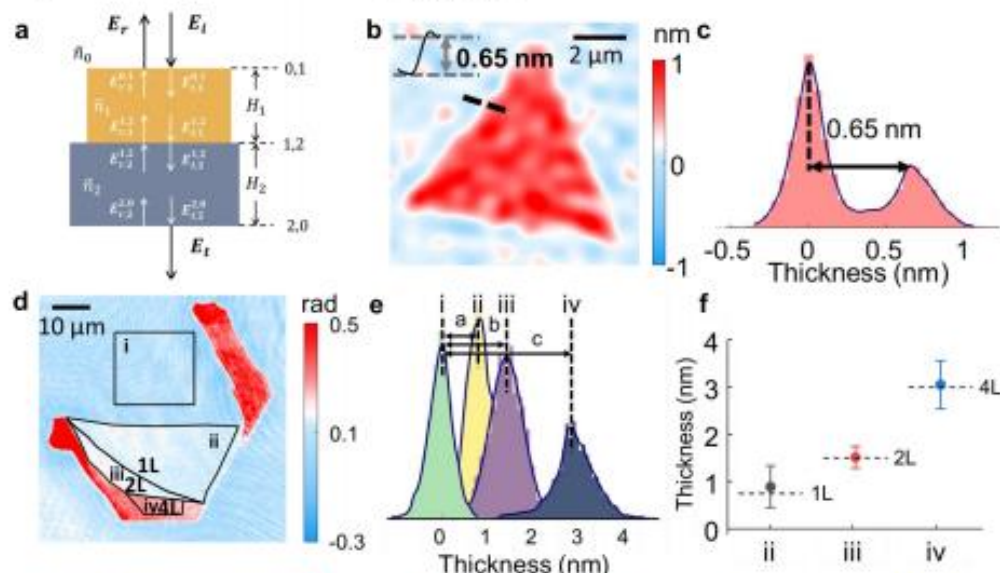 a
E_r E_i
ñ_0
0,1
ñ_1
H_1
1,2
ñ_2
H_2
2,0
E_t
b
0.65 nm
2 μm
nm
1
0
-1
c
0.65 nm
-0.5 0 0.5 1
Thickness (nm)
d
10 μm
rad
0.5
0.1
-0.3
i
ii
1L
iii
2L
iv4L
e
i ii iii iv
a
b
c
0 1 2 3 4
Thickness (nm)
f
Thickness (nm)
4
3
2
1
0
4L
2L
1L
ii iii iv